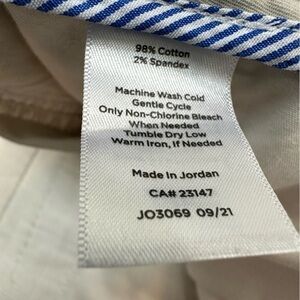 98% Cotton
2% Spandex
Machine Wash Cold
Gentle Cycle
Only Non-Chlorine Bleach
When Needed
Tumble Dry Low
Warm Iron, If Needed
Made in Jordan
CA# 23147
JO3069 09/21